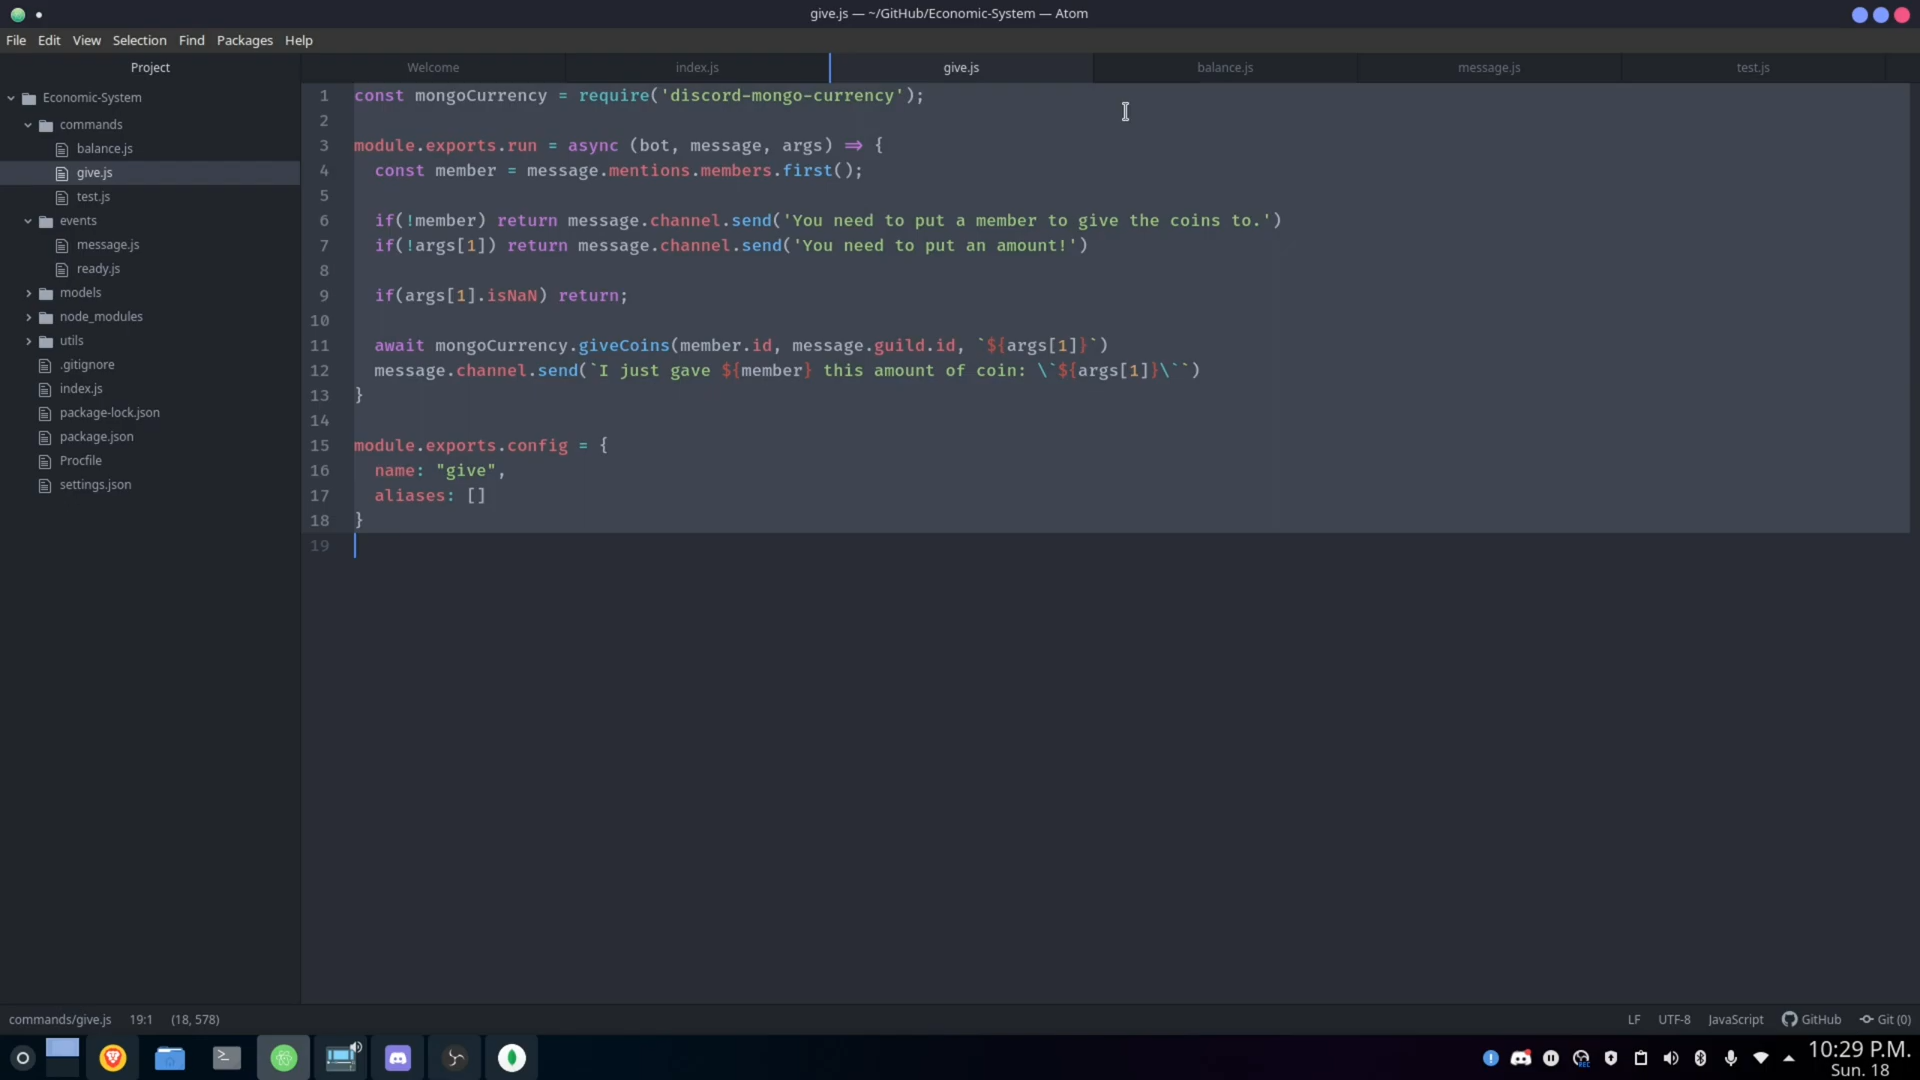 give.js — ~/GitHub/Economic-System — Atom
File Edit View Selection Find Packages Help
Project
Welcome
index.js
give.js
balance.js
message.js
test.js
Economic-System
commands
balance.js
give.js
test.js
events
message.js
ready.js
models
node_modules
utils
.gitignore
index.js
package-lock.json
package.json
Procfile
settings.json
1 const mongoCurrency = require('discord-mongo-currency');
2
3 module.exports.run = async (bot, message, args) => {
4 const member = message.mentions.members.first();
5
6 if(!member) return message.channel.send('You need to put a member to give the coins to.')
7 if(!args[1]) return message.channel.send('You need to put an amount!')
8
9 if(args[1].isNaN) return;
10
11 await mongoCurrency.giveCoins(member.id, message.guild.id, `${args[1]}`)
12 message.channel.send(`I just gave ${member} this amount of coin: \`${args[1]}\``)
13 }
14
15 module.exports.config = {
16 name: "give",
17 aliases: []
18 }
19
commands/give.js 19:1 (18, 578)
LF UTF-8 JavaScript GitHub Git (0)
10:29 P.M.
Sun. 18